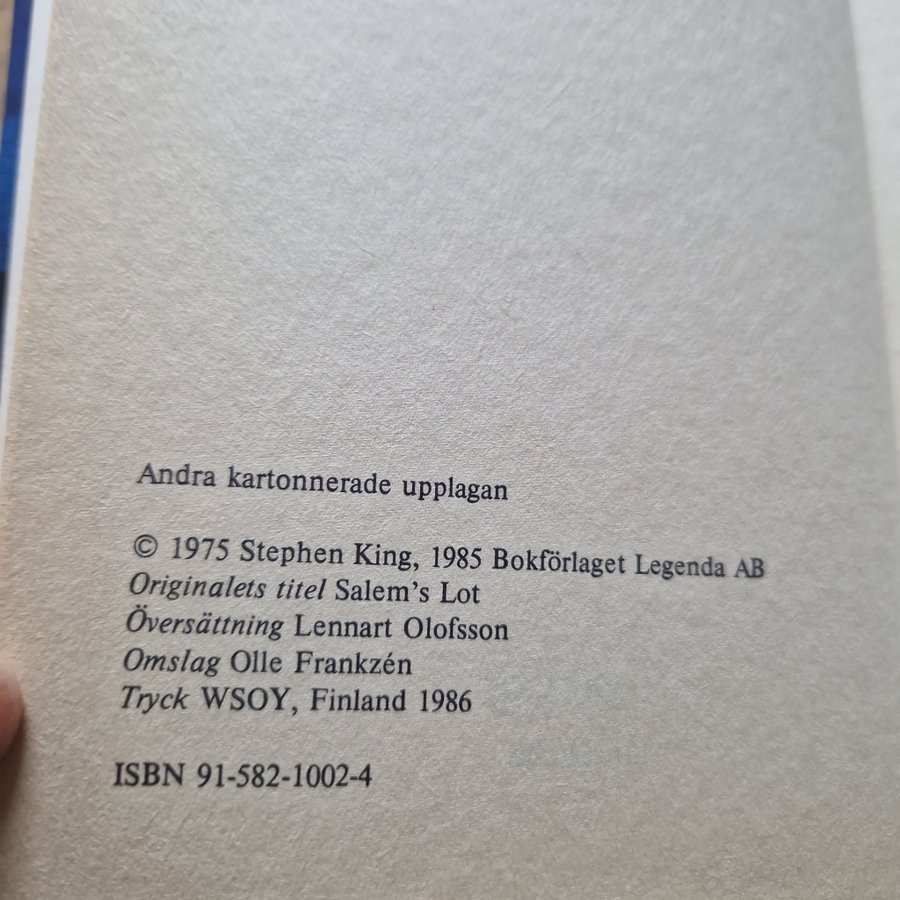 Andra kartonnerade upplagan
© 1975 Stephen King, 1985 Bokförlaget Legenda AB
Originalets titel Salem's Lot
Översättning Lennart Olofsson
Omslag Olle Frankzén
Tryck WSOY, Finland 1986
ISBN 91-582-1002-4